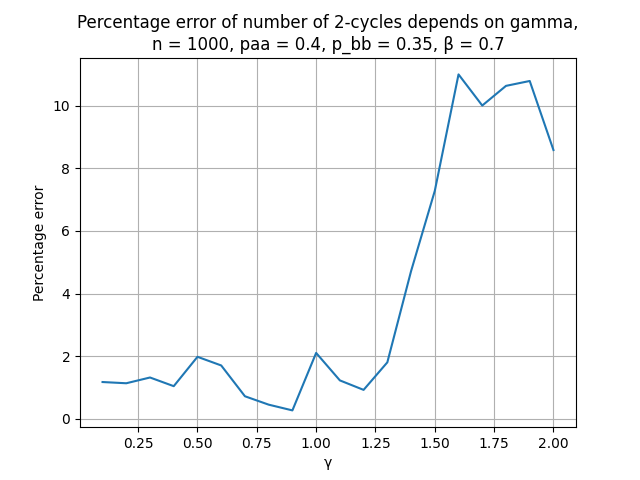 Percentage error of number of 2-cycles depends on gamma,
n = 1000, paa = 0.4, p_bb = 0.35, β = 0.7
Percentage error
10
8
6
4
2
0
0.25 0.50 0.75 1.00 1.25 1.50 1.75 2.00
γ